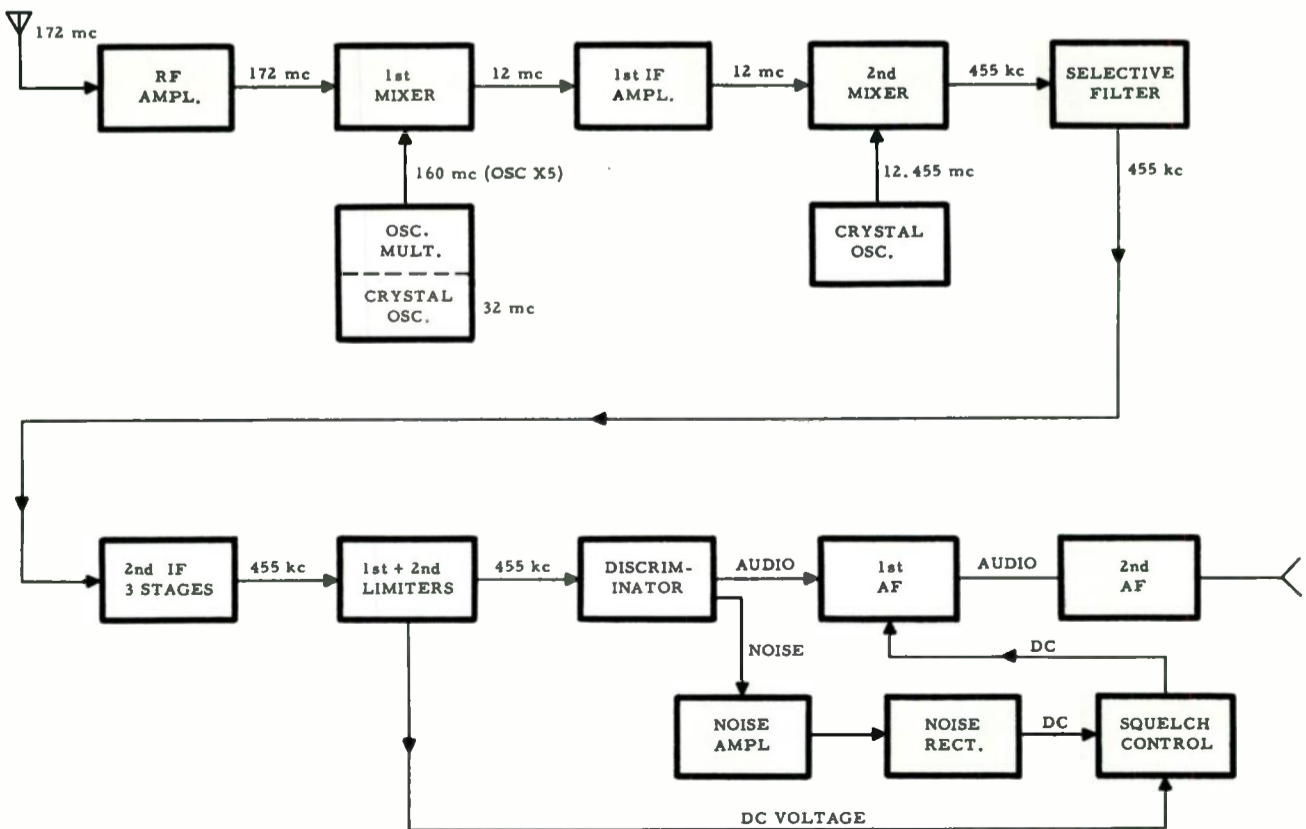 172 mc
RF
AMPL.
172 mc
1st
MIXER
12 mc
1st IF
AMPL.
12 mc
2nd
MIXER
455 kc
SELECTIVE
FILTER
160 mc (OSC X5)
12.455 mc
455 kc
OSC.
MULT.
CRYSTAL
OSC.
32 mc
CRYSTAL
OSC.
2nd IF
3 STAGES
455 kc
1st + 2nd
LIMITERS
455 kc
DISCRIM-
INATOR
AUDIO
1st
AF
AUDIO
2nd
AF
NOISE
DC
NOISE
AMPL
NOISE
RECT.
DC
SQUELCH
CONTROL
DC VOLTAGE